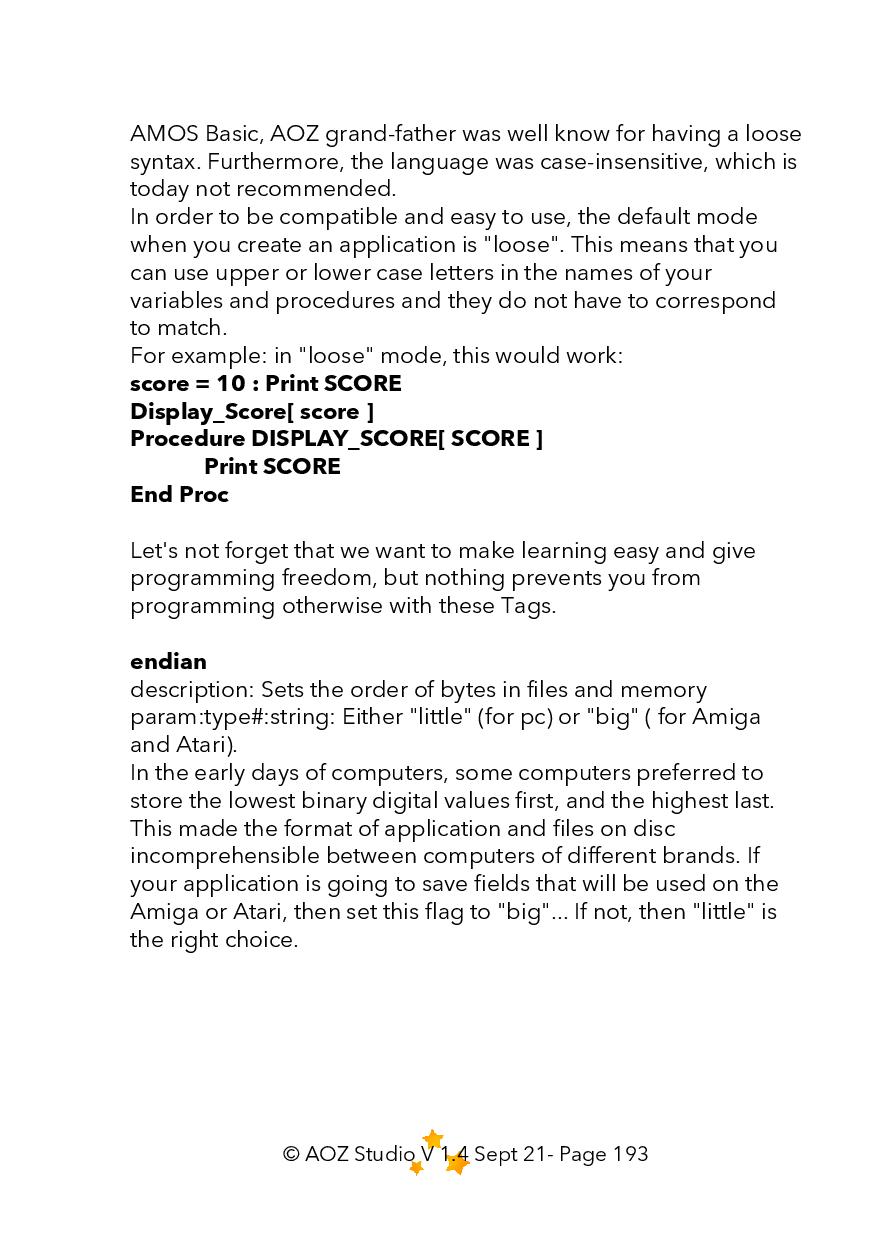 AMOS Basic, AOZ grand-father was well know for having a loose
syntax. Furthermore, the language was case-insensitive, which is
today not recommended.
In order to be compatible and easy to use, the default mode
when you create an application is "loose". This means that you
can use upper or lower case letters in the names of your
variables and procedures and they do not have to correspond
to match.
For example: in "loose" mode, this would work:
score = 10 : Print SCORE
Display_Score[ score ]
Procedure DISPLAY_SCORE[ SCORE ]
Print SCORE
End Proc
Let's not forget that we want to make learning easy and give
programming freedom, but nothing prevents you from
programming otherwise with these Tags.
endian
description: Sets the order of bytes in files and memory
param:type#:string: Either "little" (for pc) or "big" ( for Amiga
and Atari).
In the early days of computers, some computers preferred to
store the lowest binary digital values first, and the highest last.
This made the format of application and files on disc
incomprehensible between computers of different brands. If
your application is going to save fields that will be used on the
Amiga or Atari, then set this flag to "big"... If not, then "little" is
the right choice.
© AOZ Studio V 1.4 Sept 21- Page 193